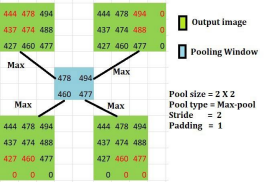 444 478 494
437 474 488
427 460 477
444 478 494 0
437 474 488 0
427 460 477 0
Output image
Pooling Window
Max
Max
478 494
460 477
Max
Max
Pool size = 2 X 2
Pool type = Max-pool
Stride = 2
Padding = 1
444 478 494
437 474 488
427 460 477
0 0 0
444 478 494
437 474 488
427 460 477
0 0 0